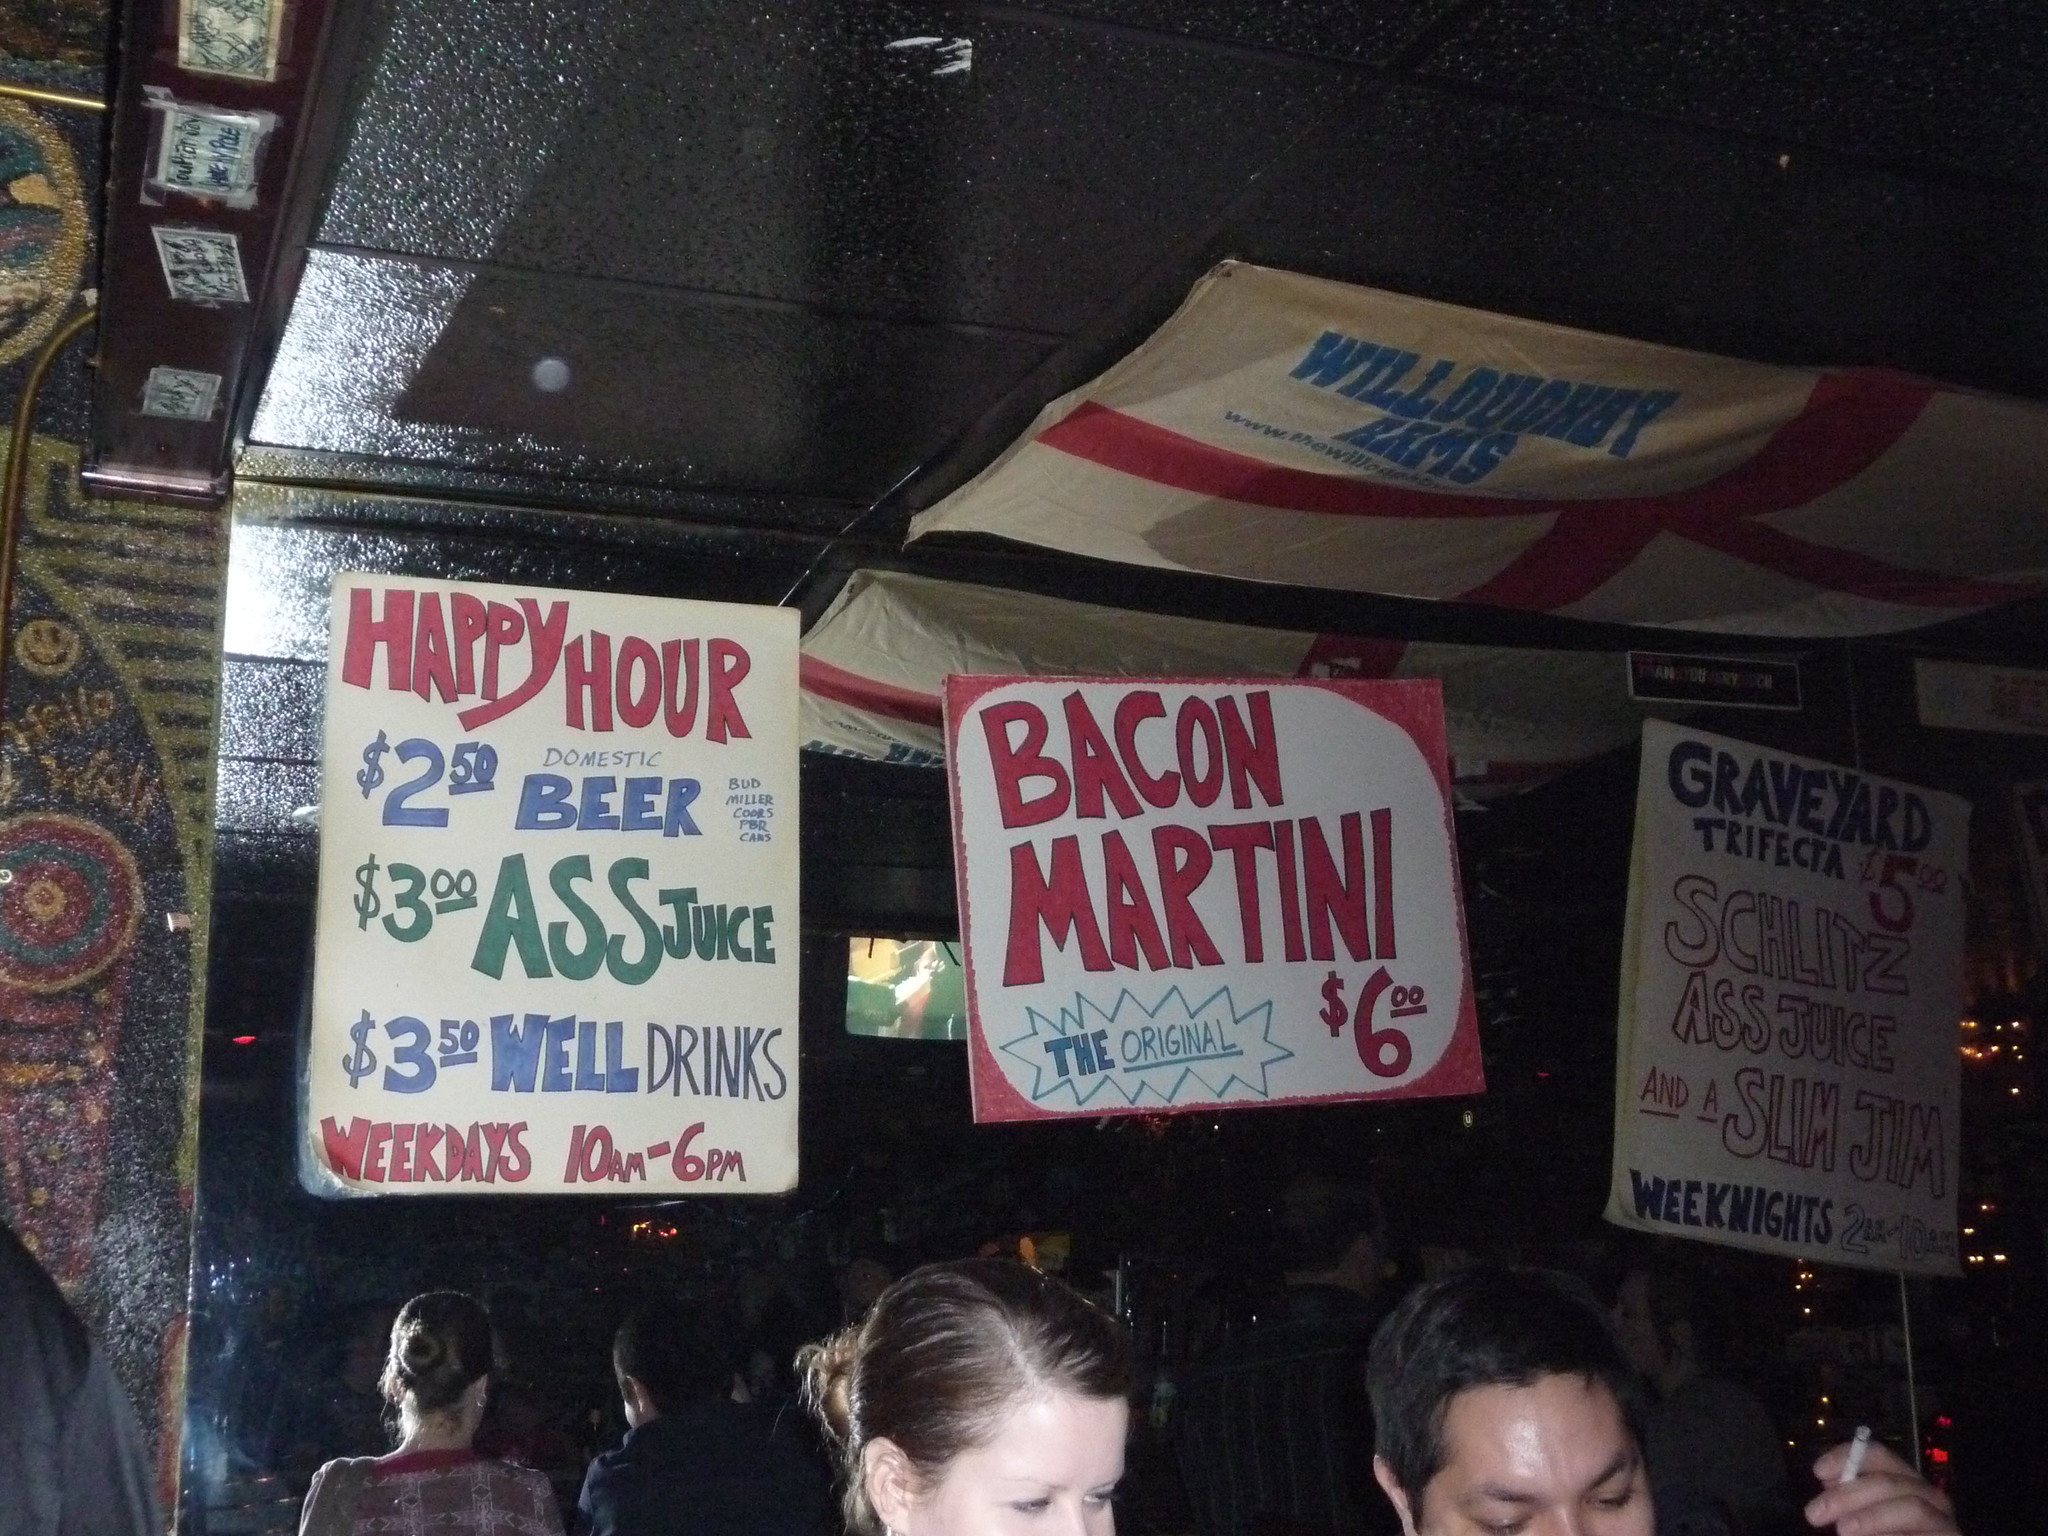 WILLOUGHBY
ARMS
HAPPY HOUR
$2.50 DOMESTIC BEER
BUD
MILLER
COORS
PBR
CANS
$3.00 ASS JUICE
$3.50 WELL DRINKS
WEEKDAYS 10AM-6PM
BACON
MARTINI
THE ORIGINAL
$6.00
THANKYOUVERYMUCH
GRAVEYARD
TRIFECTA $5.00
SCHLITZ
ASS JUICE
AND A SLIM JIM
WEEKNIGHTS 2AM-10AM